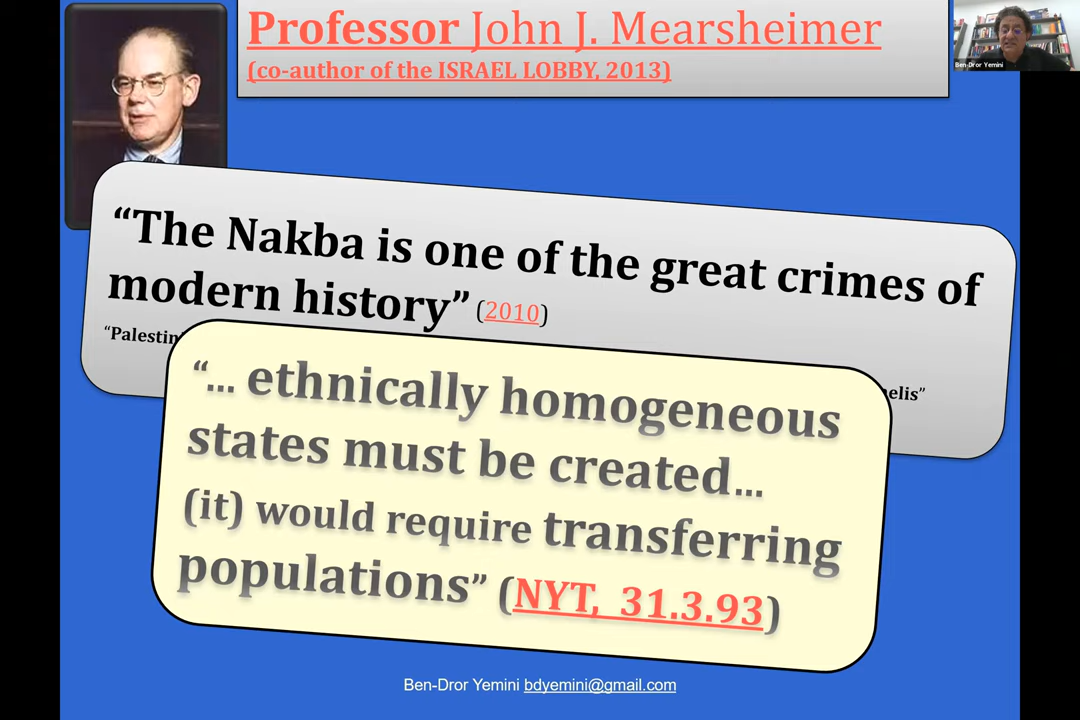 Professor John J. Mearsheimer
(co-author of the ISRAEL LOBBY, 2013)
Ben-Dror Yemini
“The Nakba is one of the great crimes of
modern history” (2010)
“... ethnically homogeneous
states must be created...
(it) would require transferring
populations” (NYT, 31.3.93)
Ben-Dror Yemini bdyemini@gmail.com